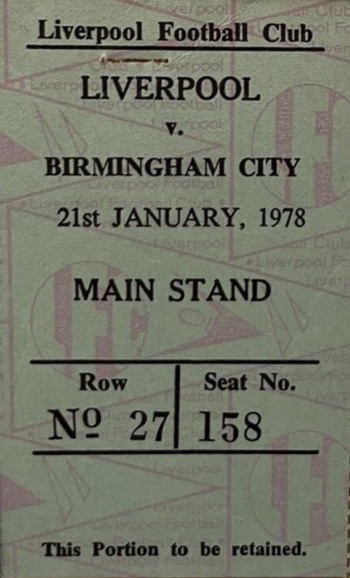 Liverpool Football Club
LIVERPOOL
v.
BIRMINGHAM CITY
21st JANUARY, 1978
MAIN STAND
Row Seat No.
Nº 27 158
This Portion to be retained.